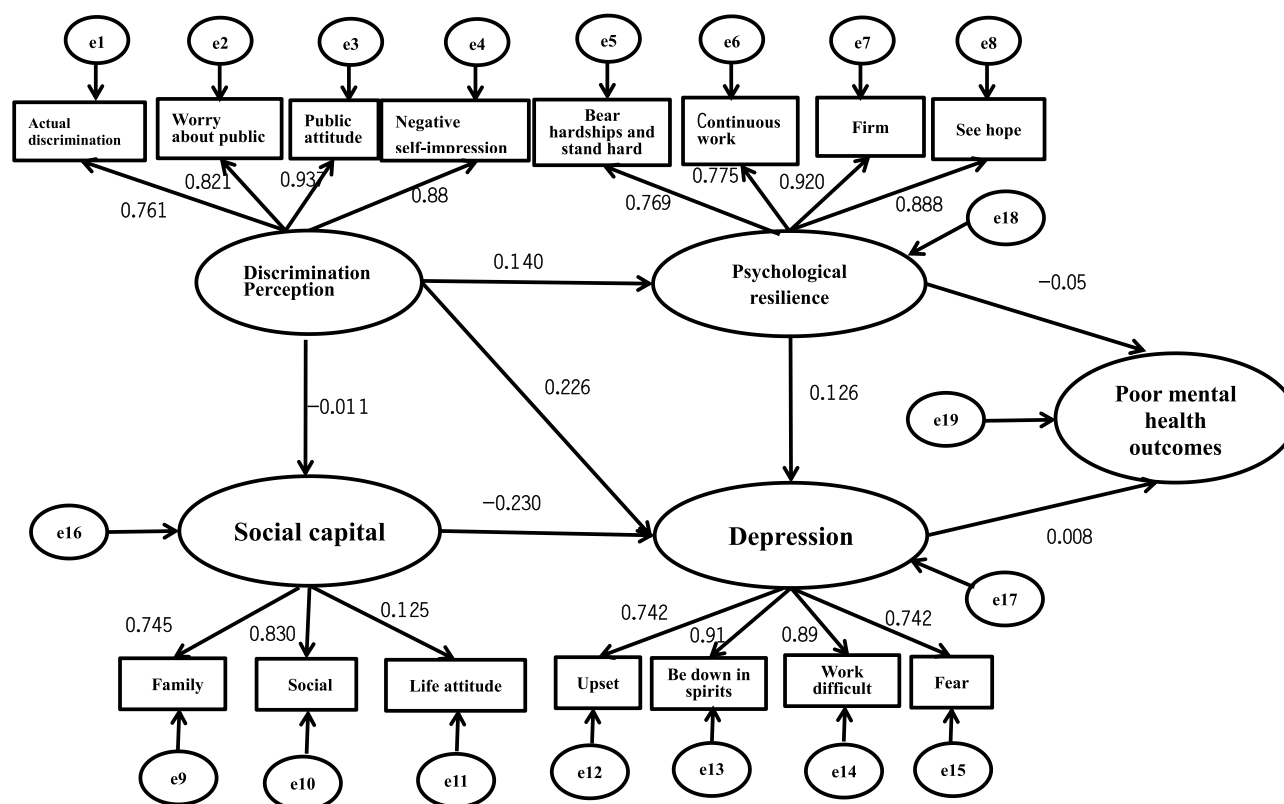 e1
e2
e3
e4
e5
e6
e7
e8
Actual
discrimination
Worry
about public
Public
attitude
Negative
self-impression
Bear
hardships and
stand hard
Continuous
work
Firm
See hope
0.761
0.821
0.937
0.88
0.769
0.775
0.920
0.888
e18
Discrimination
Perception
0.140
Psychological
resilience
−0.05
−0.011
0.226
0.126
e19
Poor mental
health
outcomes
e16
Social capital
−0.230
Depression
0.008
e17
0.745
0.830
0.125
0.742
0.91
0.89
0.742
Family
Social
Life attitude
Upset
Be down in
spirits
Work
difficult
Fear
e9
e10
e11
e12
e13
e14
e15